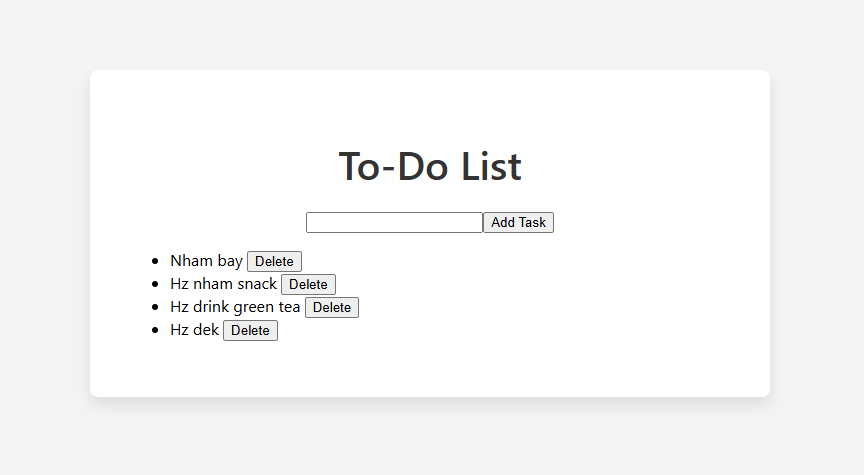 To-Do List
Add Task
Nham bay Delete
Hz nham snack Delete
Hz drink green tea Delete
Hz dek Delete